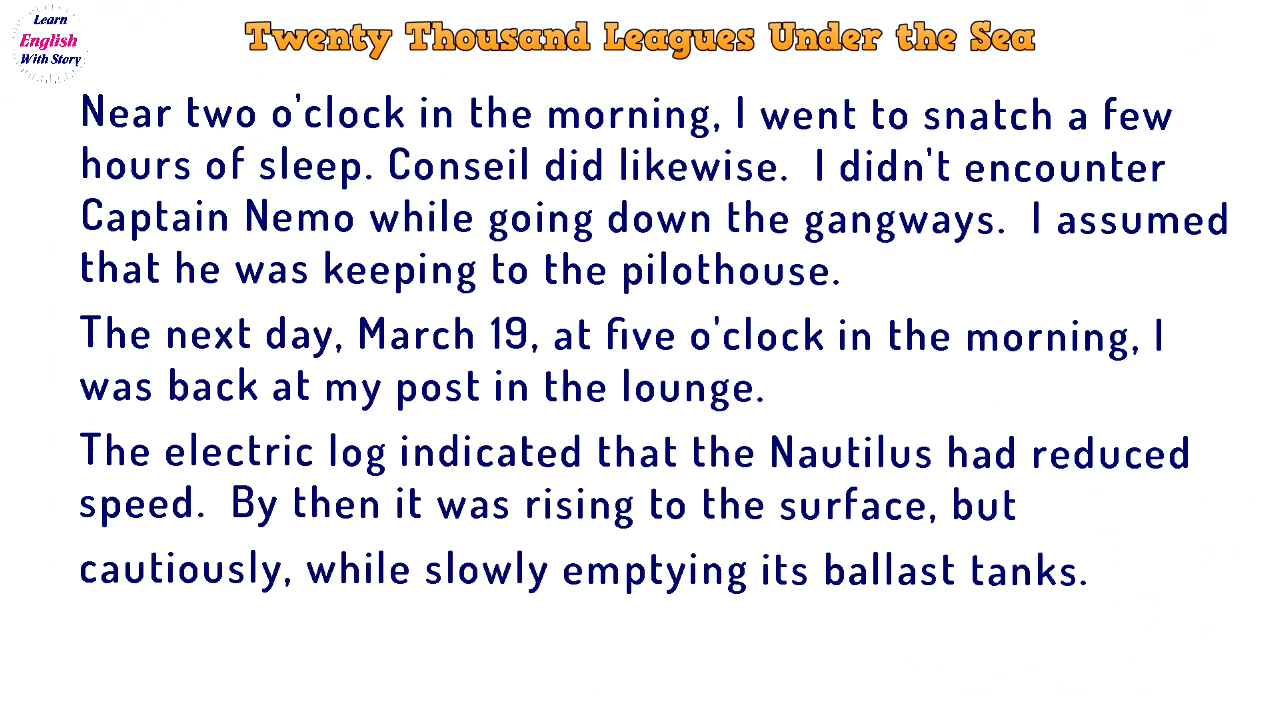 Learn
English
With Story
Twenty Thousand Leagues Under the Sea
Near two o'clock in the morning, I went to snatch a few
hours of sleep. Conseil did likewise.  I didn't encounter
Captain Nemo while going down the gangways.  I assumed
that he was keeping to the pilothouse.
The next day, March 19, at five o'clock in the morning, I
was back at my post in the lounge.
The electric log indicated that the Nautilus had reduced
speed.  By then it was rising to the surface, but
cautiously, while slowly emptying its ballast tanks.